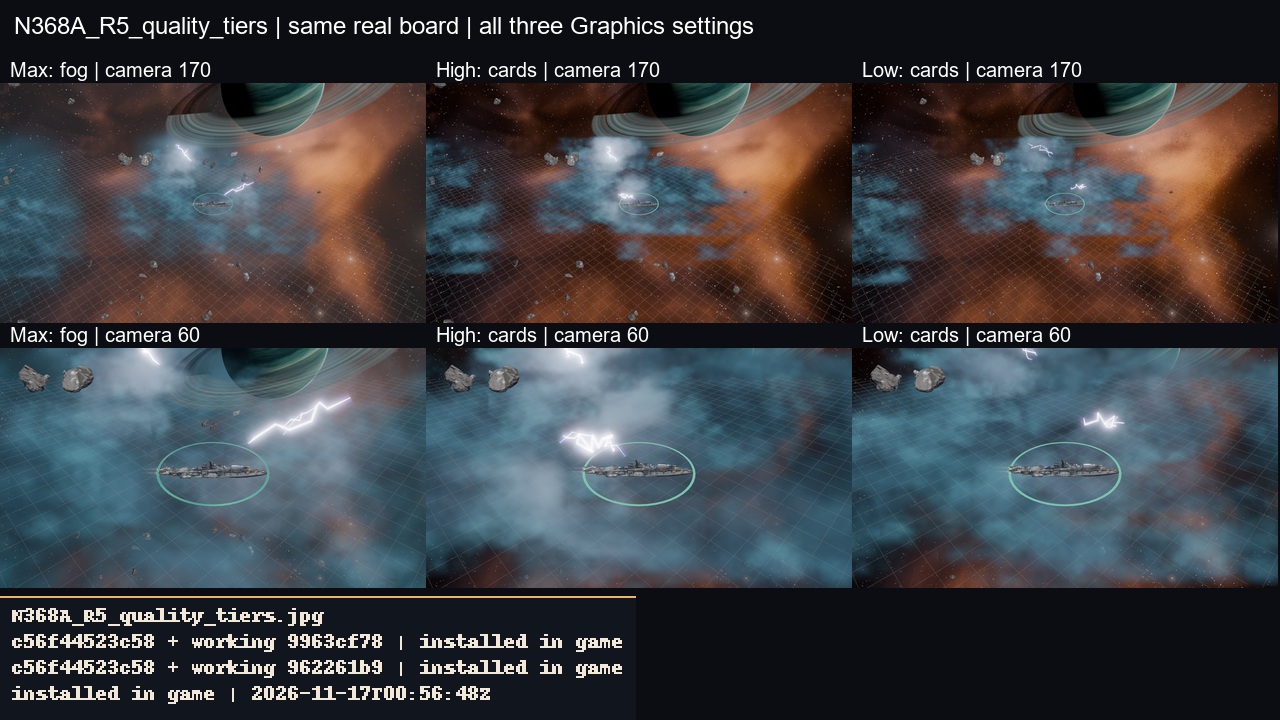 N368A_R5_quality_tiers | same real board | all three Graphics settings
Max: fog | camera 170
High: cards | camera 170
Low: cards | camera 170
Max: fog | camera 60
High: cards | camera 60
Low: cards | camera 60
N368A_R5_quality_tiers.jpg
c56f44523c58 + working 9963cf78 | installed in game
c56f44523c58 + working 962261b9 | installed in game
installed in game | 2026-11-17T00:56:48Z